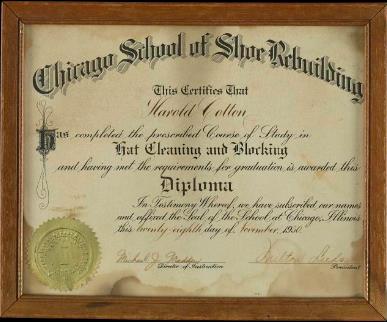 Chicago School of Shoe Rebuilding
This Certifies That
Harold Cotton
Has completed the prescribed Course of Study in
Hat Cleaning and Blocking
and having met the requirements for graduation is awarded this
Diploma
In Testimony Whereof, we have subscribed our names
and affixed the Seal of the School at Chicago, Illinois
this twenty-eighth day of November, 1950.
Michael J.
Director of Instruction
President